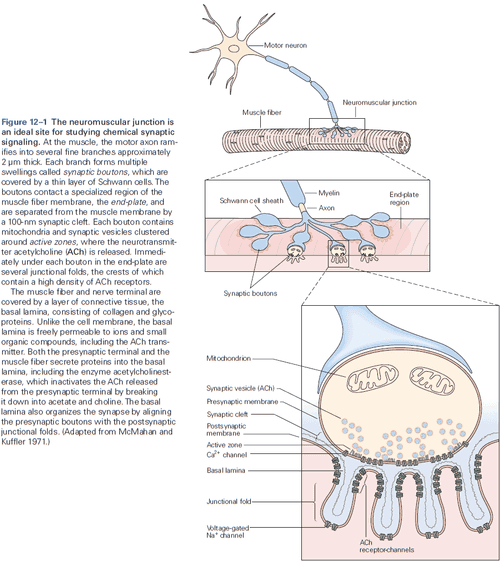 Figure 12–1 The neuromuscular junction is
an ideal site for studying chemical synaptic
signaling. At the muscle, the motor axon ram-
ifies into several fine branches approximately
2 μm thick. Each branch forms multiple
swellings called synaptic boutons, which are
covered by a thin layer of Schwann cells. The
boutons contact a specialized region of the
muscle fiber membrane, the end-plate, and
are separated from the muscle membrane by
a 100-nm synaptic cleft. Each bouton contains
mitochondria and synaptic vesicles clustered
around active zones, where the neurotransmit-
ter acetylcholine (ACh) is released. Immedi-
ately under each bouton in the end-plate are
several junctional folds, the crests of which
contain a high density of ACh receptors.
The muscle fiber and nerve terminal are
covered by a layer of connective tissue, the
basal lamina, consisting of collagen and glyco-
proteins. Unlike the cell membrane, the basal
lamina is freely permeable to ions and small
organic compounds, including the ACh trans-
mitter. Both the presynaptic terminal and the
muscle fiber secrete proteins into the basal
lamina, including the enzyme acetylcholinest-
erase, which inactivates the ACh released
from the presynaptic terminal by breaking
it down into acetate and choline. The basal
lamina also organizes the synapse by aligning
the presynaptic boutons with the postsynaptic
junctional folds. (Adapted from McMahan and
Kuffler 1971.)
Motor neuron
Neuromuscular junction
Muscle fiber
Myelin
Schwann cell sheath
Axon
End-plate
region
Synaptic boutons
Mitochondrion
Synaptic vesicle (ACh)
Presynaptic membrane
Synaptic cleft
Postsynaptic
membrane
Active zone
Ca2+ channel
Basal lamina
Junctional fold
Voltage-gated
Na+ channel
ACh
receptor-channels